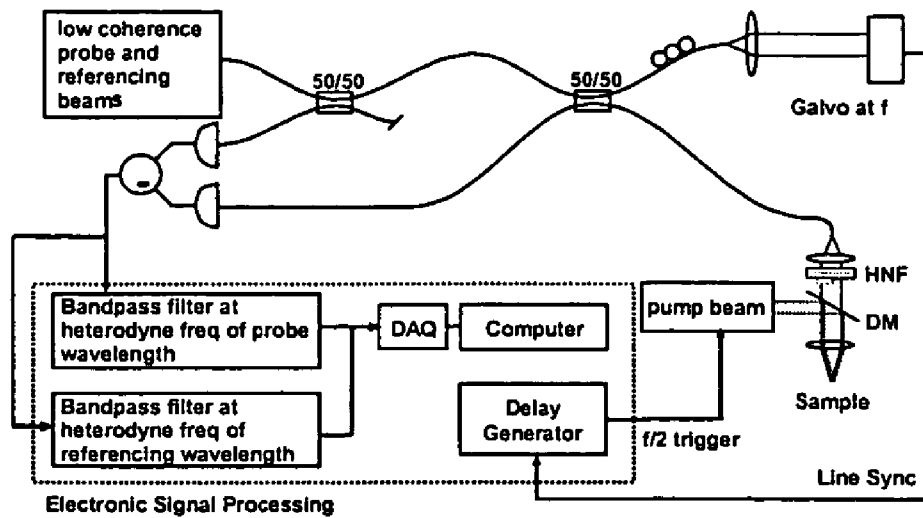 low coherence
probe and
referencing
beams
50/50
50/50
Galvo at f
HNF
DM
pump beam
Sample
Bandpass filter at
heterodyne freq of probe
wavelength
DAQ
Computer
Bandpass filter at
heterodyne freq of
referencing wavelength
Delay
Generator
f/2 trigger
Line Sync
Electronic Signal Processing